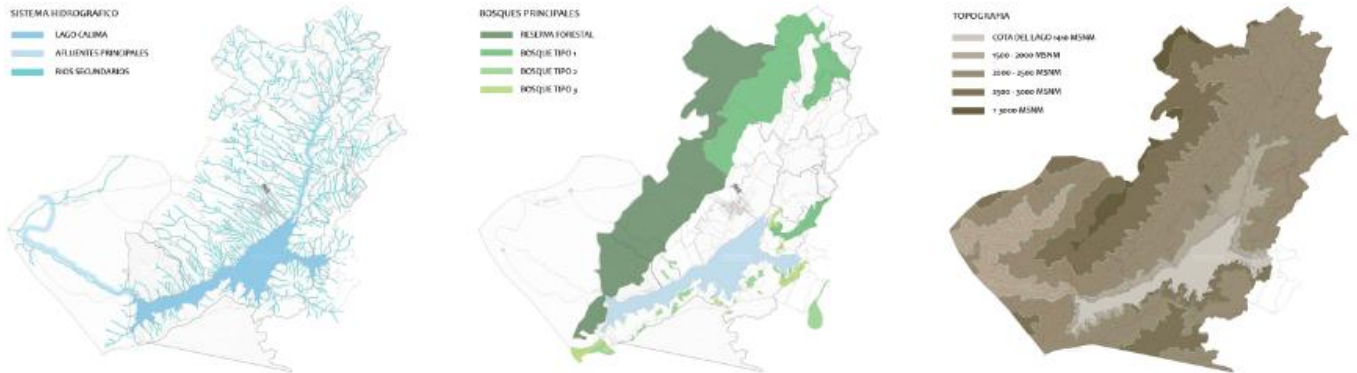 SISTEMA HIDROGRAFICO
LAGO CALIMA
AFLUENTES PRINCIPALES
RIOS SECUNDARIOS
BOSQUES PRINCIPALES
RESERVA FORESTAL
BOSQUE TIPO 1
BOSQUE TIPO 2
BOSQUE TIPO 3
TOPOGRAFIA
COTA DEL LAGO 1410 MSNM
1500 - 2000 MSNM
2000 - 2500 MSNM
2500 - 3000 MSNM
+ 3000 MSNM